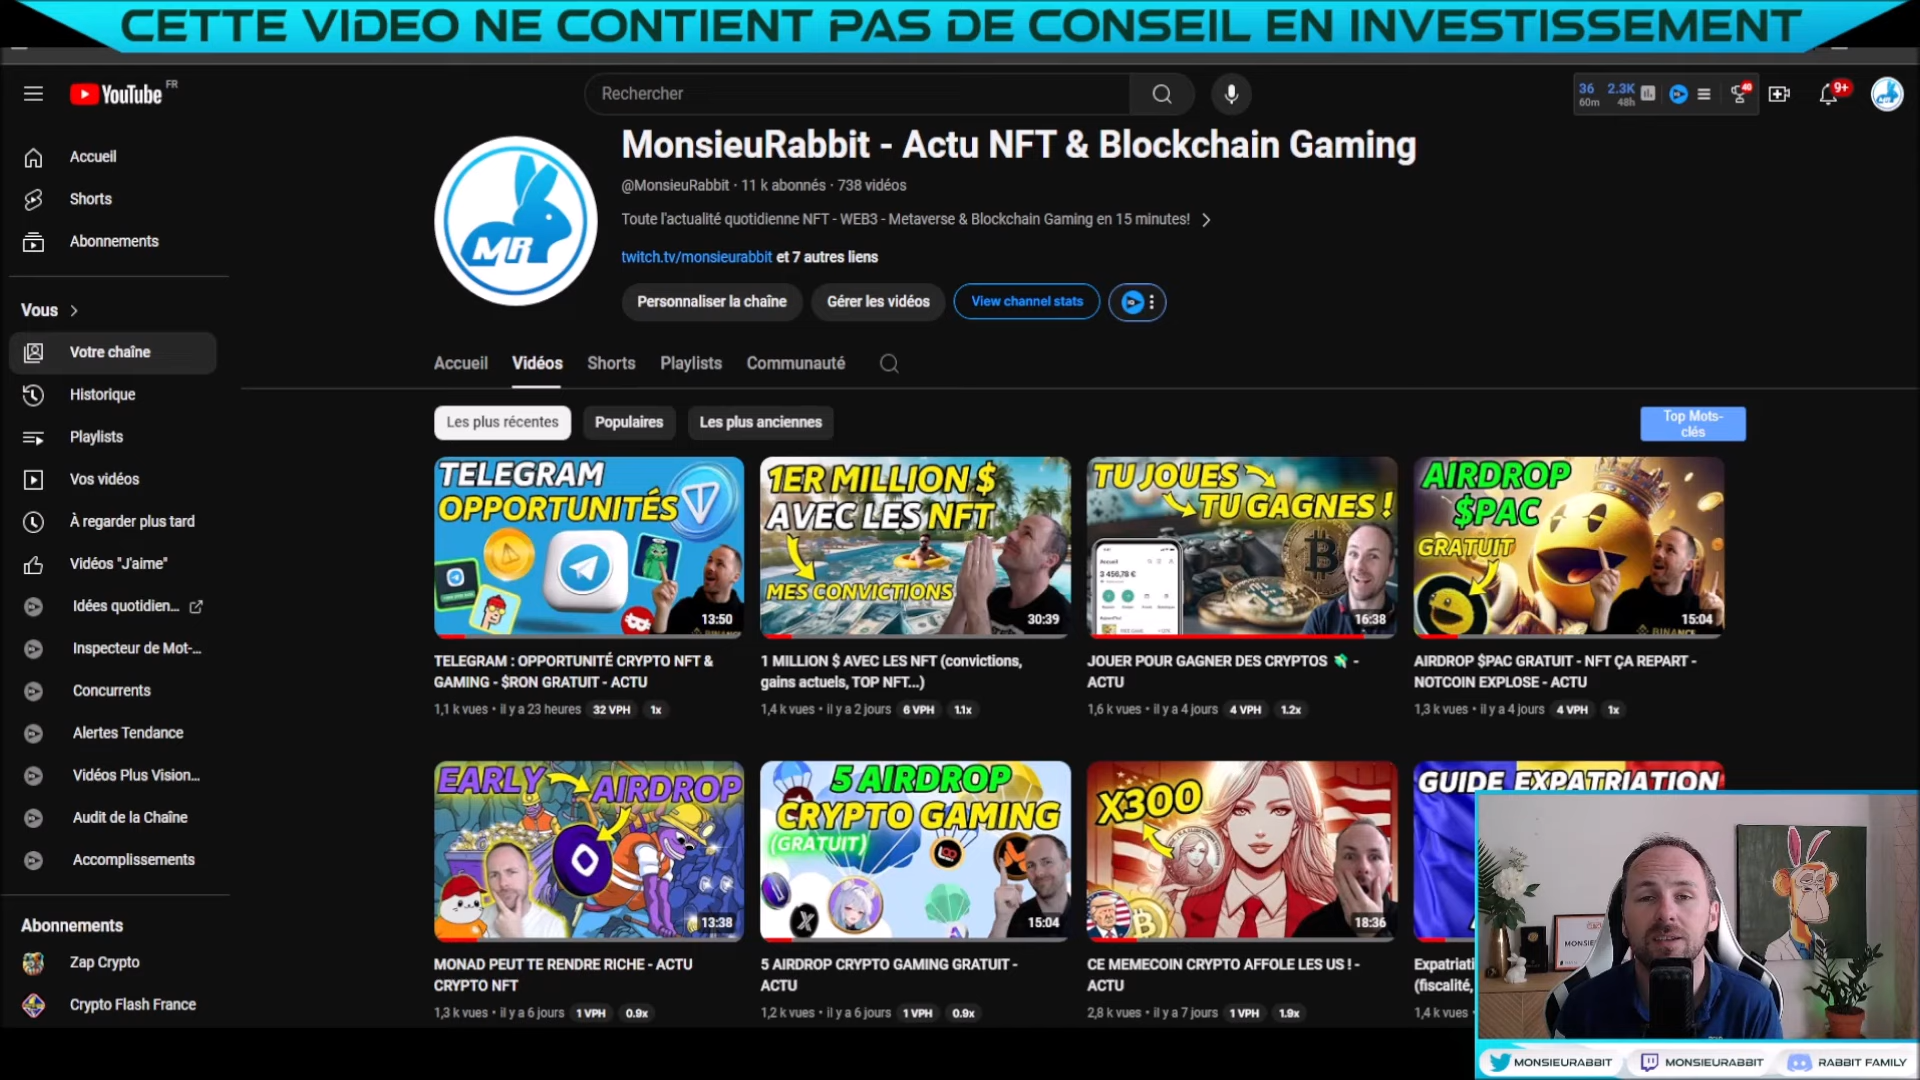 CETTE VIDEO NE CONTIENT PAS DE CONSEIL EN INVESTISSEMENT
YouTube FR
Rechercher
36 60m
2.3K 48h
9+
Accueil
Shorts
Abonnements
Vous
Votre chaîne
Historique
Playlists
Vos vidéos
À regarder plus tard
Vidéos "J'aime"
Idées quotidien...
Inspecteur de Mot-...
Concurrents
Alertes Tendance
Vidéos Plus Vision...
Audit de la Chaîne
Accomplissements
Abonnements
Zap Crypto
Crypto Flash France
MR
MonsieuRabbit - Actu NFT & Blockchain Gaming
@MonsieuRabbit · 11 k abonnés · 738 vidéos
Toute l'actualité quotidienne NFT - WEB3 - Metaverse & Blockchain Gaming en 15 minutes!
twitch.tv/monsieurabbit et 7 autres liens
Personnaliser la chaîne
Gérer les vidéos
View channel stats
Accueil
Vidéos
Shorts
Playlists
Communauté
Les plus récentes
Populaires
Les plus anciennes
Top Mots-
clés
TELEGRAM
OPPORTUNITÉS
13:50
TELEGRAM : OPPORTUNITÉ CRYPTO NFT &
GAMING - $RON GRATUIT - ACTU
1,1 k vues • il y a 23 heures 32 VPH 1x
1ER MILLION $
AVEC LES NFT
MES CONVICTIONS
30:39
1 MILLION $ AVEC LES NFT (convictions,
gains actuels, TOP NFT...)
1,4 k vues • il y a 2 jours 6 VPH 1.1x
TU JOUES
TU GAGNES !
3 456,78 €
16:38
JOUER POUR GAGNER DES CRYPTOS 💸 -
ACTU
1,6 k vues • il y a 4 jours 4 VPH 1.2x
AIRDROP
$PAC
GRATUIT
BINANCE
15:04
AIRDROP $PAC GRATUIT - NFT ÇA REPART -
NOTCOIN EXPLOSE - ACTU
1,3 k vues • il y a 4 jours 4 VPH 1x
EARLY
AIRDROP
13:38
MONAD PEUT TE RENDRE RICHE - ACTU
CRYPTO NFT
1,3 k vues • il y a 6 jours 1 VPH 0.9x
5 AIRDROP
CRYPTO GAMING
(GRATUIT)
15:04
5 AIRDROP CRYPTO GAMING GRATUIT -
ACTU
1,2 k vues • il y a 6 jours 1 VPH 0.9x
X300
18:36
CE MEMECOIN CRYPTO AFFOLE LES US ! -
ACTU
2,8 k vues • il y a 7 jours 1 VPH 1.9x
GUIDE EXPATRIATION
Expatriati
(fiscalité,
1,4 k vues
MONSIEURABBIT
MONSIEURABBIT
RABBIT FAMILY